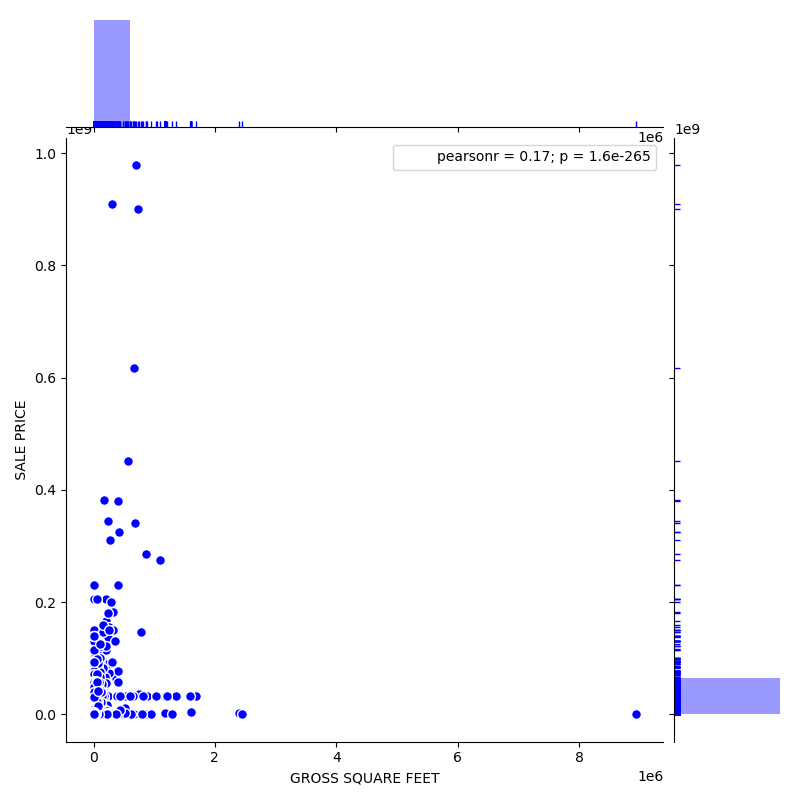 1e9
1e6
1e9
pearsonr = 0.17; p = 1.6e-265
1.0
0.8
0.6
0.4
0.2
0.0
SALE PRICE
0 2 4 6 8
1e6
GROSS SQUARE FEET